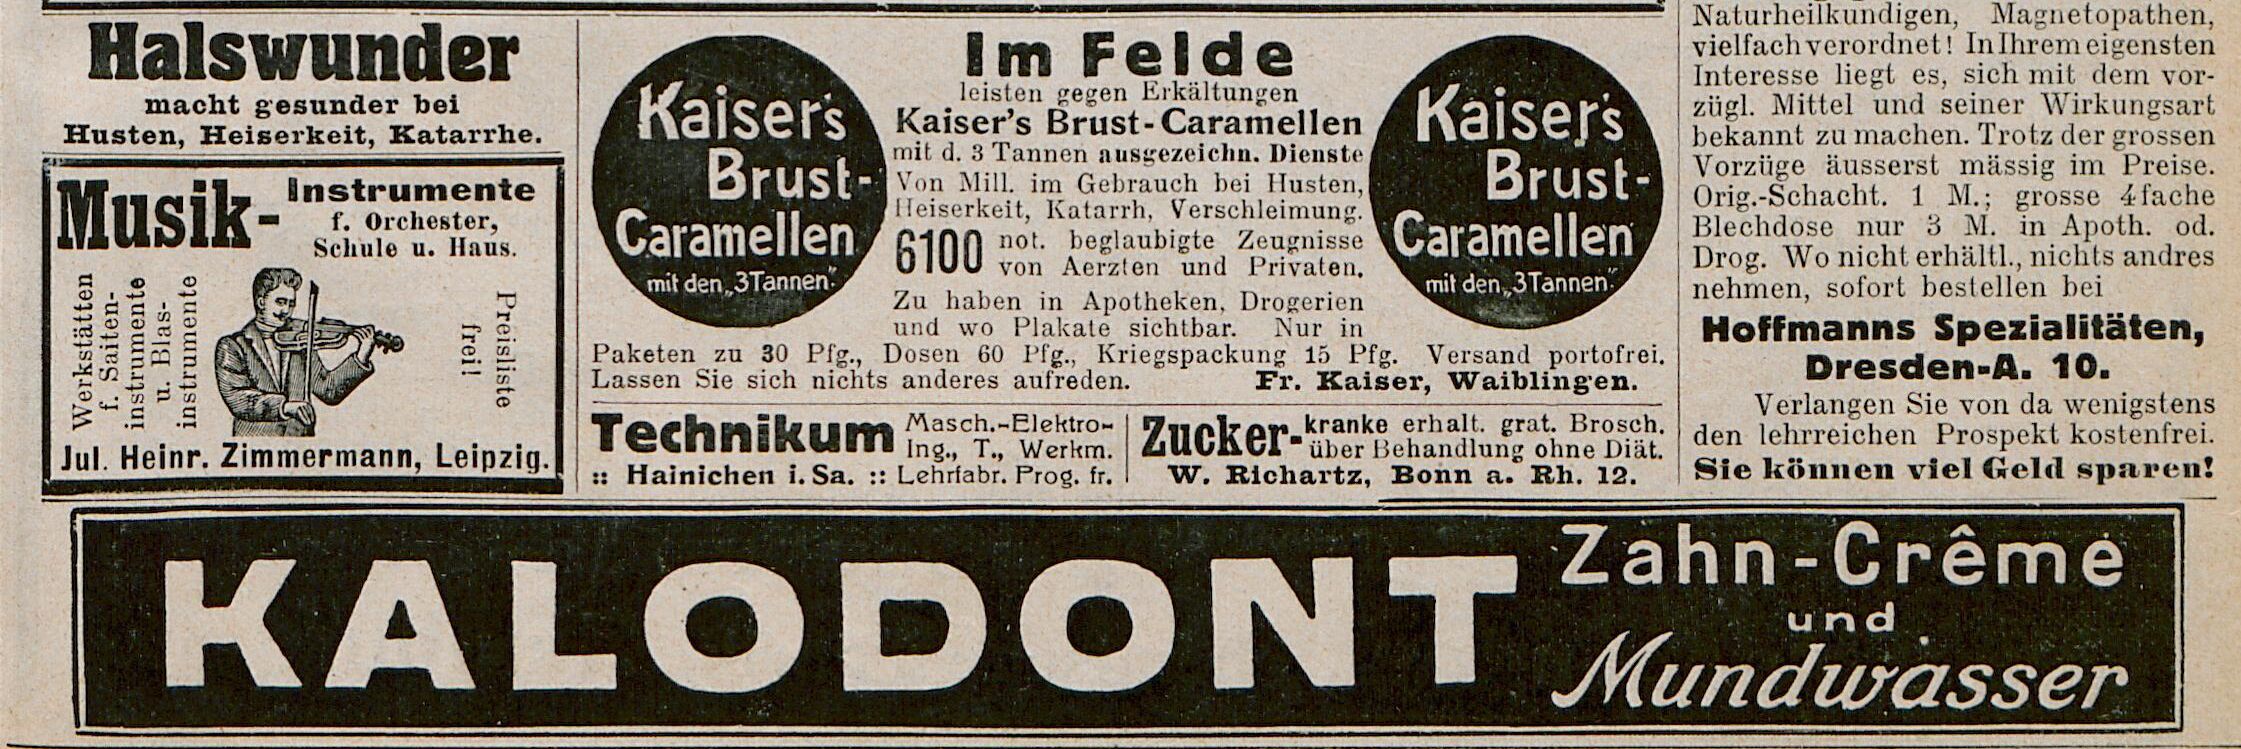 Halswunder
macht gesunder bei
Husten, Heiserkeit, Katarrhe.
Musik-
Instrumente
f. Orchester,
Schule u. Haus.
Werkstätten
f. Saiten-
instrumente
u. Blas-
instrumente
Preisliste
frei!
Jul. Heinr. Zimmermann, Leipzig.
Kaiser's
Brust-
Caramellen
mit den „3Tannen"
Im Felde
leisten gegen Erkältungen
Kaiser's Brust-Caramellen
mit d. 3 Tannen ausgezeichn. Dienste
Von Mill. im Gebrauch bei Husten,
Heiserkeit, Katarrh, Verschleimung.
6100 not. beglaubigte Zeugnisse
von Aerzten und Privaten.
Zu haben in Apotheken, Drogerien
und wo Plakate sichtbar. Nur in
Paketen zu 30 Pfg., Dosen 60 Pfg., Kriegspackung 15 Pfg. Versand portofrei.
Lassen Sie sich nichts anderes aufreden. Fr. Kaiser, Waiblingen.
Kaiser's
Brust-
Caramellen
mit den „3Tannen."
Technikum Masch.-Elektro-
Ing., T., Werkm.
:: Hainichen i. Sa. :: Lehrfabr. Prog. fr.
Zucker- kranke erhalt. grat. Brosch.
über Behandlung ohne Diät.
W. Richartz, Bonn a. Rh. 12.
Naturheilkundigen, Magnetopathen,
vielfach verordnet! In Ihrem eigensten
Interesse liegt es, sich mit dem vor-
zügl. Mittel und seiner Wirkungsart
bekannt zu machen. Trotz der grossen
Vorzüge äusserst mässig im Preise.
Orig.-Schacht. 1 M.; grosse 4fache
Blechdose nur 3 M. in Apoth. od.
Drog. Wo nicht erhältl., nichts andres
nehmen, sofort bestellen bei
Hoffmanns Spezialitäten,
Dresden-A. 10.
Verlangen Sie von da wenigstens
den lehrreichen Prospekt kostenfrei.
Sie können viel Geld sparen!
KALODONT
Zahn-Crême
und
Mundwasser